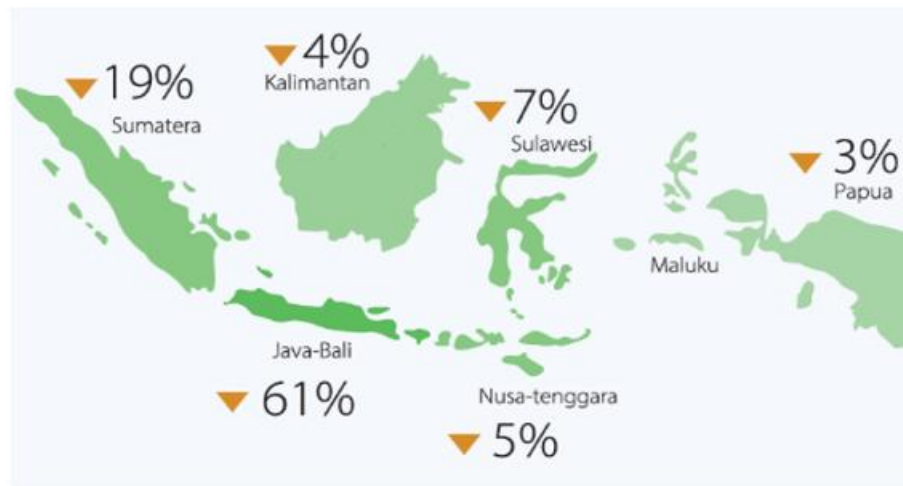 4%
Kalimantan
19%
Sumatera
7%
Sulawesi
3%
Papua
Maluku
Java-Bali
61%
Nusa-tenggara
5%